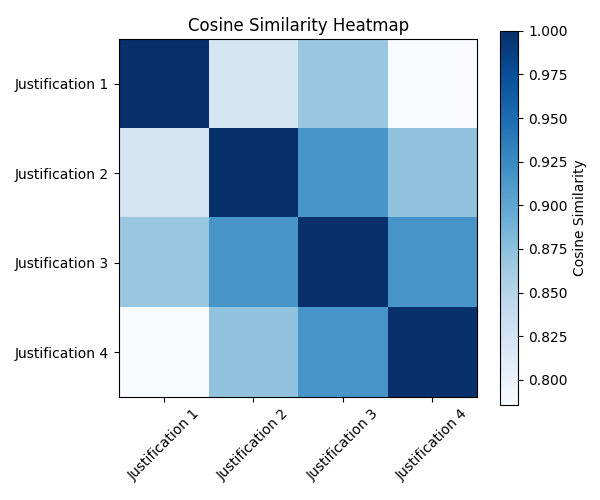 Cosine Similarity Heatmap
Justification 1
Justification 2
Justification 3
Justification 4
Justification 1
Justification 2
Justification 3
Justification 4
1.000
0.975
0.950
0.925
0.900
0.875
0.850
0.825
0.800
Cosine Similarity